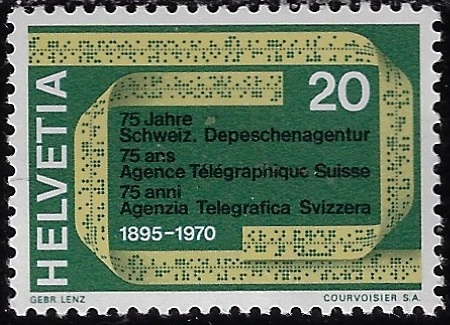 HELVETIA
20
75 Jahre
Schweiz. Depeschenagentur
75 ans
Agence Télégraphique Suisse
75 anni
Agenzia Telegrafica Svizzera
1895-1970
GEBR. LENZ
COURVOISIER S.A.